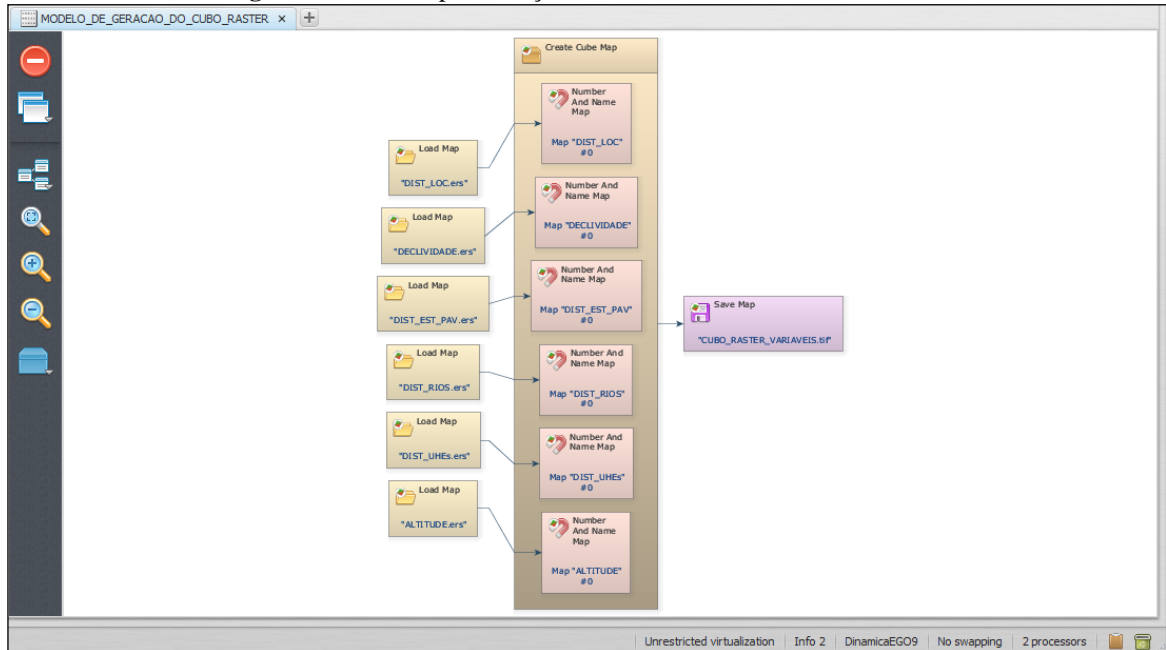 MODELO_DE_GERACAO_DO_CUBO_RASTER
Create Cube Map
Number
And Name
Map
Map "DIST_LOC"
#0
Load Map
"DIST_LOC.ers"
Number And
Name Map
Map "DECLIVIDADE"
#0
Load Map
"DECLIVIDADE.ers"
Number And
Name Map
Map "DIST_EST_PAV"
#0
Load Map
"DIST_EST_PAV.ers"
Save Map
"CUBO_RASTER_VARIAVEIS.tif"
Number And
Name Map
Map "DIST_RIOS"
#0
Load Map
"DIST_RIOS.ers"
Number And
Name Map
Map "DIST_UHEs"
#0
Load Map
"DIST_UHEs.ers"
Number
And Name
Map
Map "ALTITUDE"
#0
Load Map
"ALTITUDE.ers"
Unrestricted virtualization
Info 2
DinamicaEGO9
No swapping
2 processors